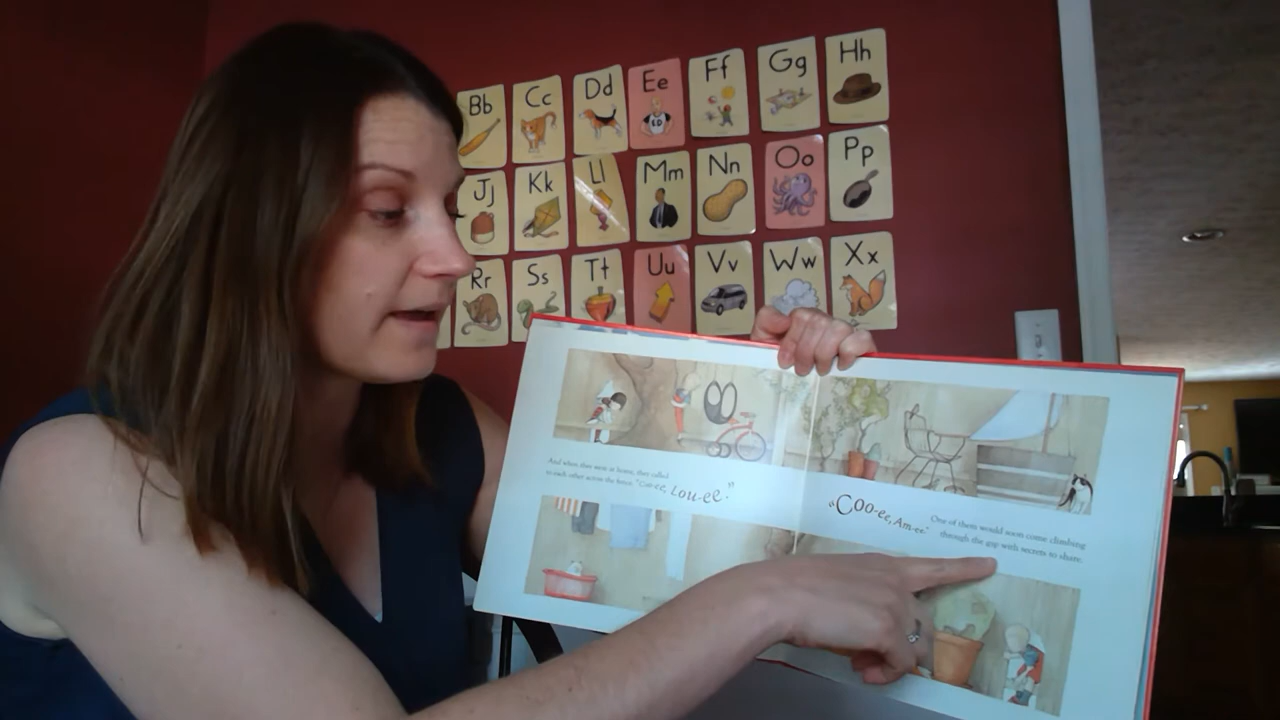 Bb Cc Dd Ee Ff Gg Hh
Jj Kk Ll Mm Nn Oo Pp
Rr Ss Tt Uu Vv Ww Xx
And when they were at home, they called
to each other across the fence. "Coo-ee, Lou-ee."
"Coo-ee, Am-ee."
One of them would soon come climbing
through the gap with secrets to share.